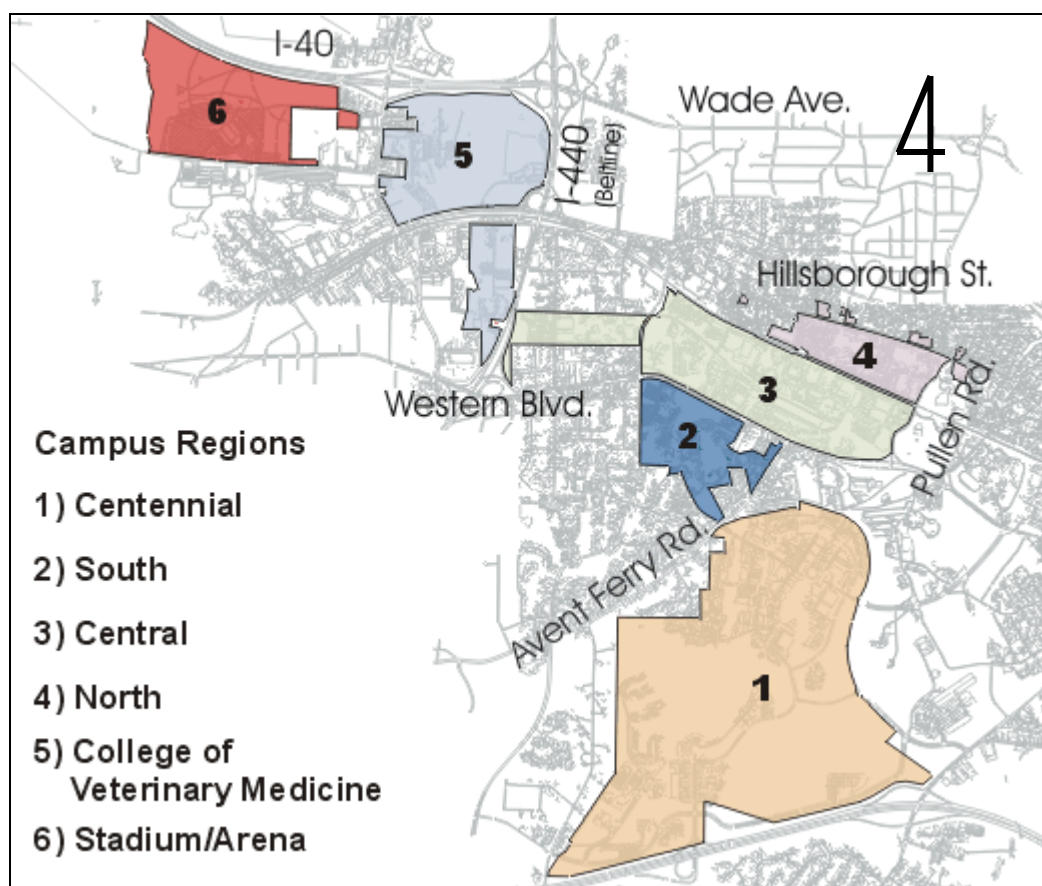 I-40
Wade Ave.
4
6
5
I-440
(Beltline)
Hillsborough St.
4
3
Western Blvd.
2
Pullen Rd.
Campus Regions
1) Centennial
2) South
3) Central
4) North
5) College of
Veterinary Medicine
6) Stadium/Arena
Avent Ferry Rd.
1